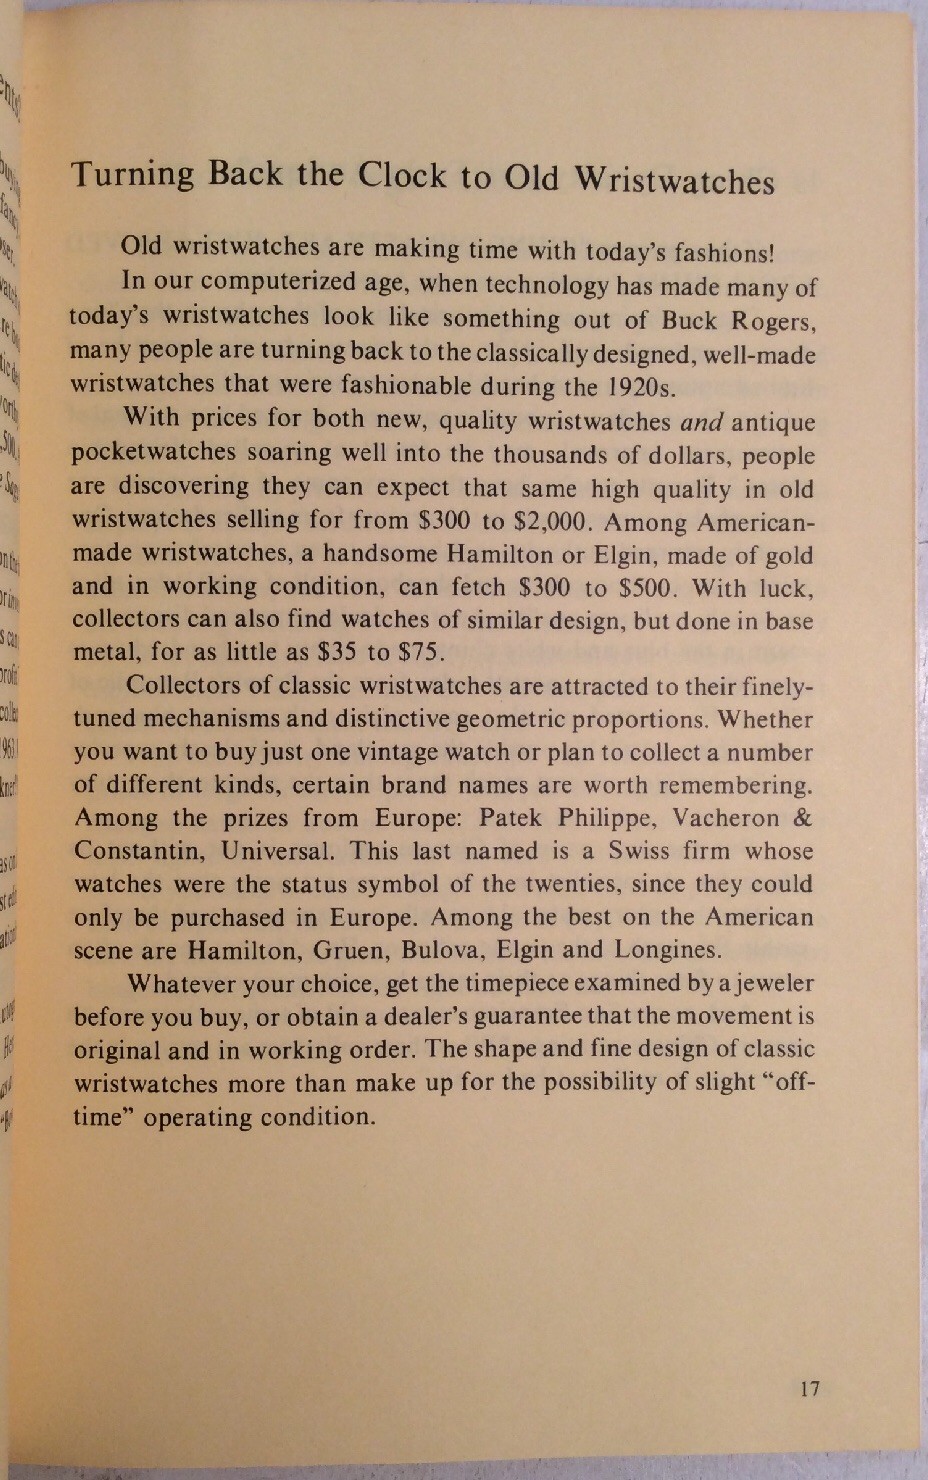 Turning Back the Clock to Old Wristwatches
Old wristwatches are making time with today's fashions!
In our computerized age, when technology has made many of
today's wristwatches look like something out of Buck Rogers,
many people are turning back to the classically designed, well-made
wristwatches that were fashionable during the 1920s.
With prices for both new, quality wristwatches and antique
pocketwatches soaring well into the thousands of dollars, people
are discovering they can expect that same high quality in old
wristwatches selling for from $300 to $2,000. Among American-
made wristwatches, a handsome Hamilton or Elgin, made of gold
and in working condition, can fetch $300 to $500. With luck,
collectors can also find watches of similar design, but done in base
metal, for as little as $35 to $75.
Collectors of classic wristwatches are attracted to their finely-
tuned mechanisms and distinctive geometric proportions. Whether
you want to buy just one vintage watch or plan to collect a number
of different kinds, certain brand names are worth remembering.
Among the prizes from Europe: Patek Philippe, Vacheron &
Constantin, Universal. This last named is a Swiss firm whose
watches were the status symbol of the twenties, since they could
only be purchased in Europe. Among the best on the American
scene are Hamilton, Gruen, Bulova, Elgin and Longines.
Whatever your choice, get the timepiece examined by a jeweler
before you buy, or obtain a dealer's guarantee that the movement is
original and in working order. The shape and fine design of classic
wristwatches more than make up for the possibility of slight "off-
time" operating condition.
17